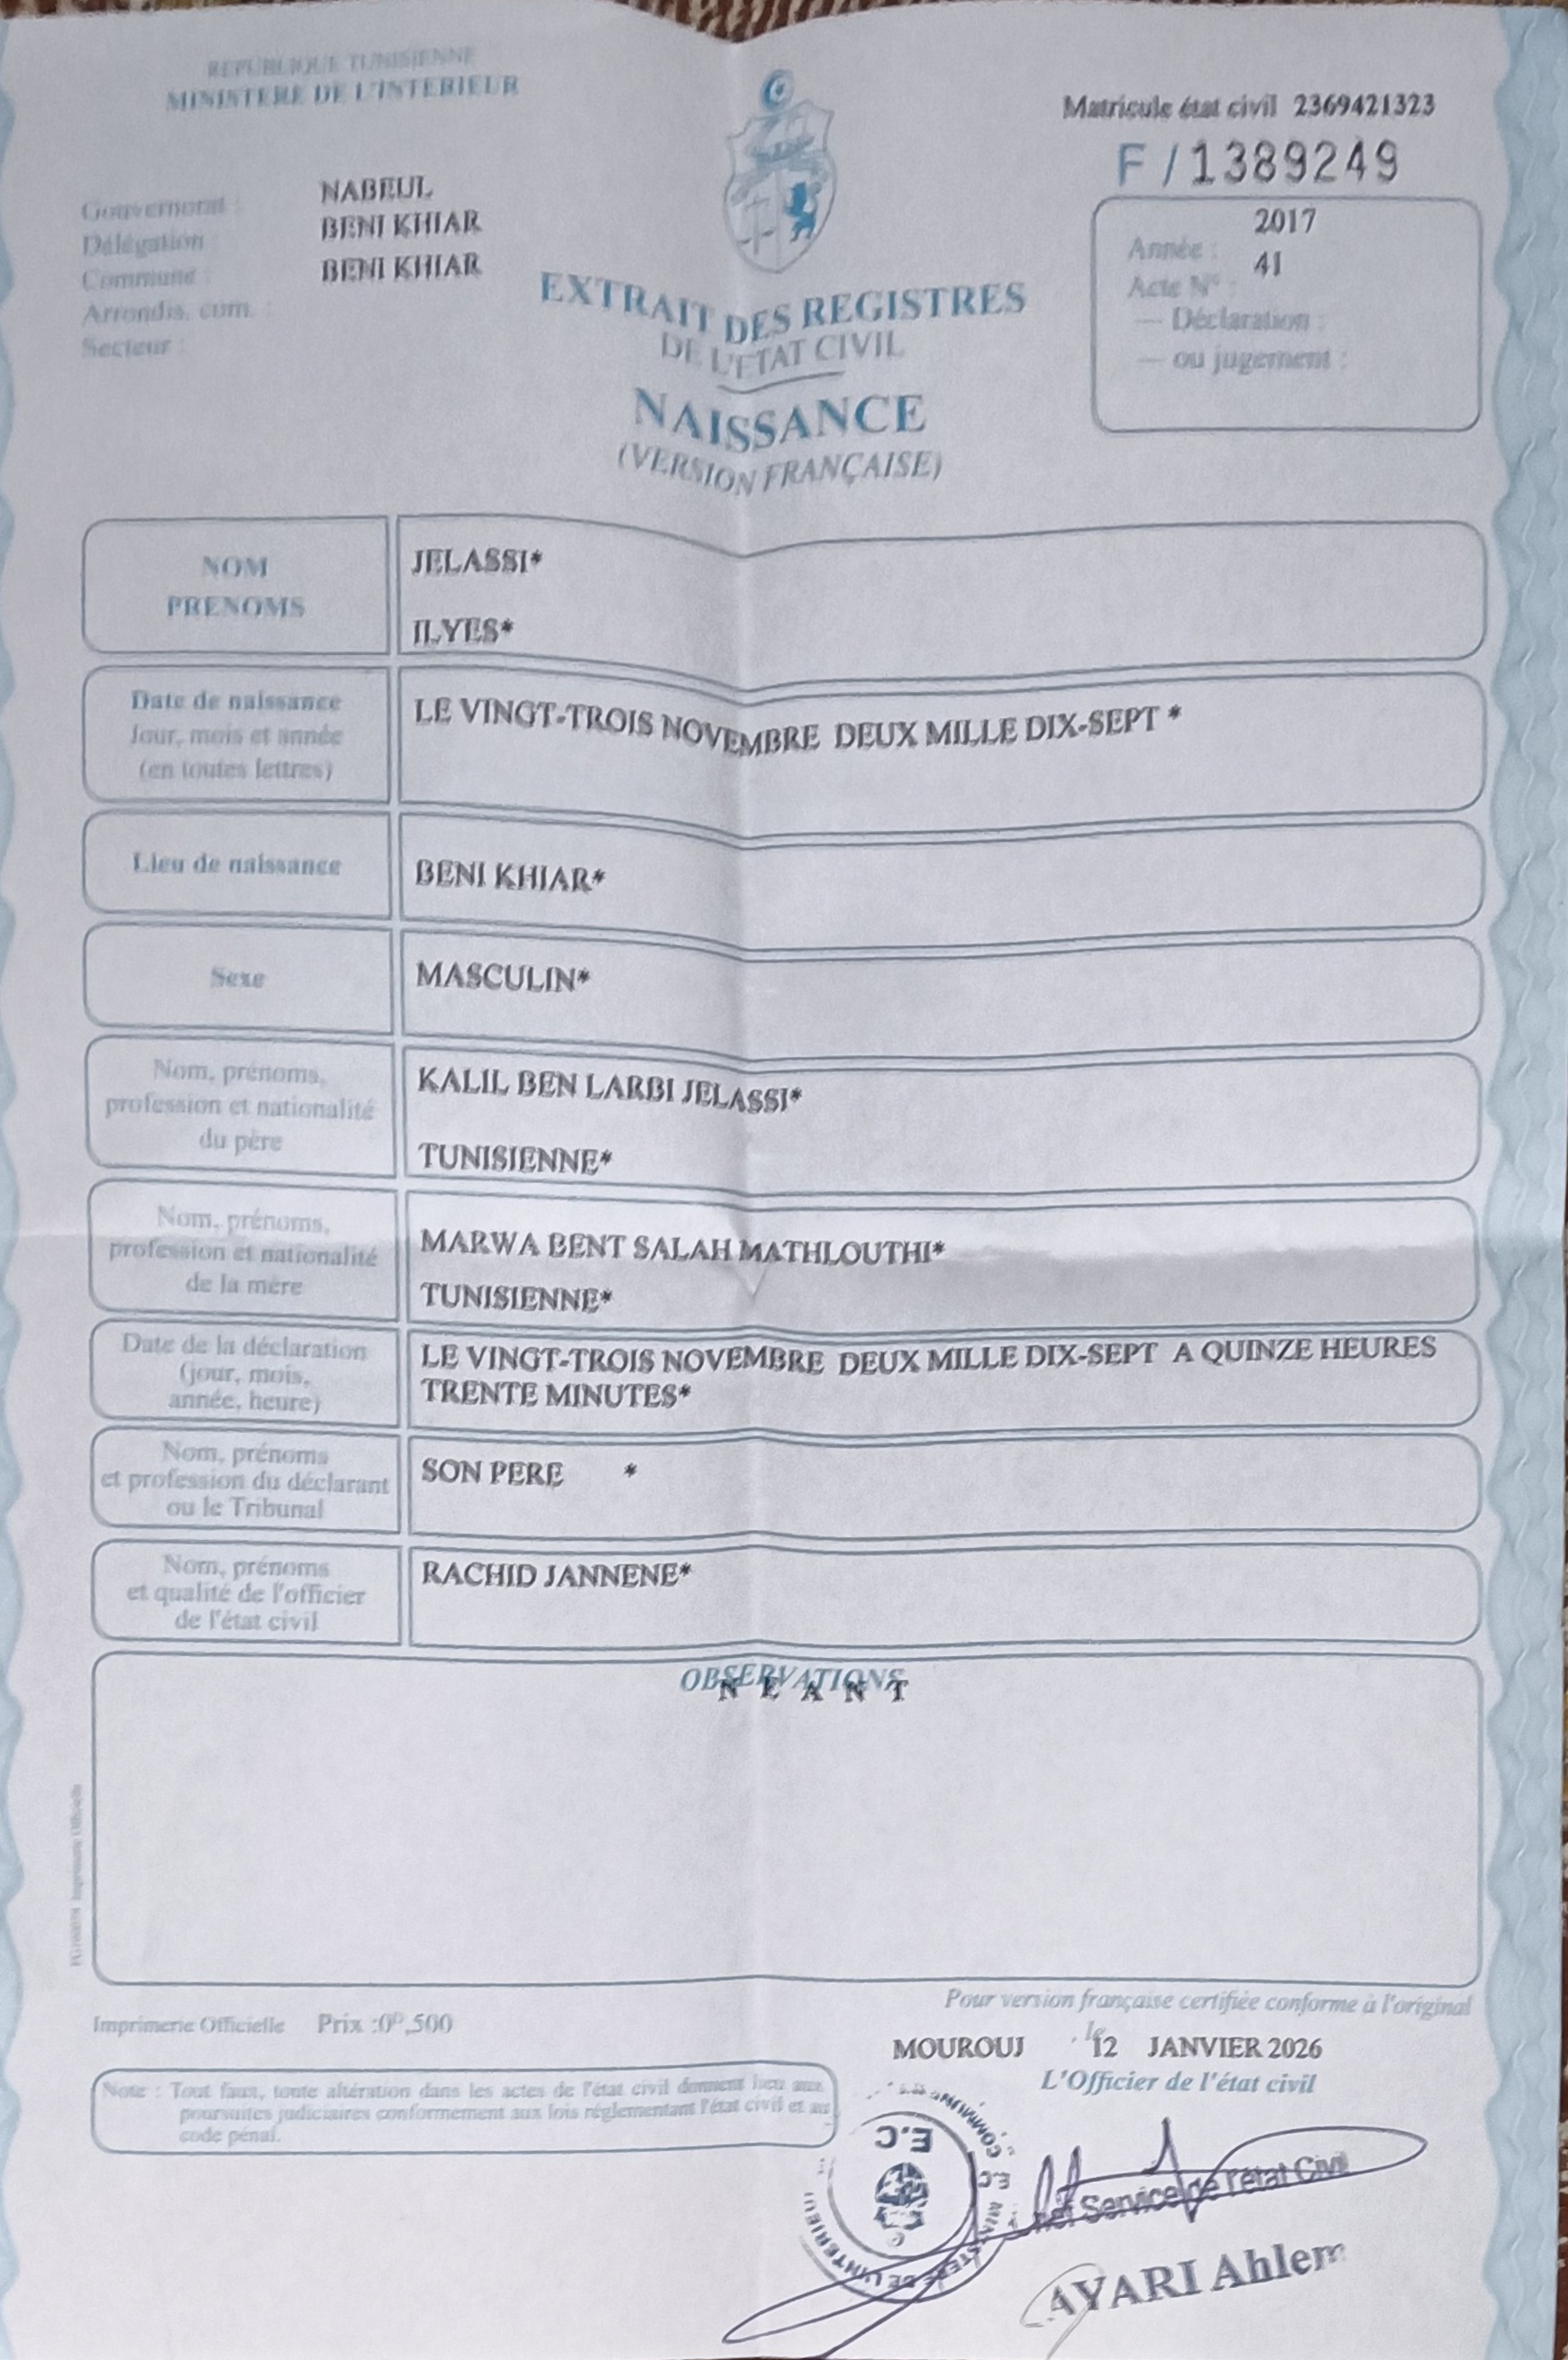 REPUBLIQUE TUNISIENNE
MINISTERE DE L'INTERIEUR
Matricule état civil 2369421323
F / 1389249
Gouvernorat : NABEUL
Délégation : BENI KHIAR
Commune : BENI KHIAR
Arrondis. com. :
Secteur :
Année : 2017
Acte N° : 41
— Déclaration :
— ou jugement :
EXTRAIT DES REGISTRES
DE L'ETAT CIVIL
NAISSANCE
(VERSION FRANÇAISE)
NOM
PRENOMS
JELASSI*
ILYES*
Date de naissance
Jour, mois et année
(en toutes lettres)
LE VINGT-TROIS NOVEMBRE DEUX MILLE DIX-SEPT *
Lieu de naissance
BENI KHIAR*
Sexe
MASCULIN*
Nom, prénoms,
profession et nationalité
du père
KALIL BEN LARBI JELASSI*
TUNISIENNE*
Nom, prénoms,
profession et nationalité
de la mère
MARWA BENT SALAH MATHLOUTHI*
TUNISIENNE*
Date de la déclaration
(jour, mois,
année, heure)
LE VINGT-TROIS NOVEMBRE DEUX MILLE DIX-SEPT A QUINZE HEURES
TRENTE MINUTES*
Nom, prénoms
et profession du déclarant
ou le Tribunal
SON PERE *
Nom, prénoms
et qualité de l'officier
de l'état civil
RACHID JANNENE*
OBSERVATIONS
N E A N T
Imprimerie Officielle
Pour version française certifiée conforme à l'original
Imprimerie Officielle Prix :0ᴰ,500
MOUROUJ , le 12 JANVIER 2026
L'Officier de l'état civil
Note : Tout faux, toute altération dans les actes de l'état civil donnent lieu aux
poursuites judiciaires conformement aux lois réglementant l'état civil et au
code pénal.
E.C
COMMUNE
E.C
MINISTERE DE L'INTERIEUR
Service de l'état Civil
AYARI Ahlem